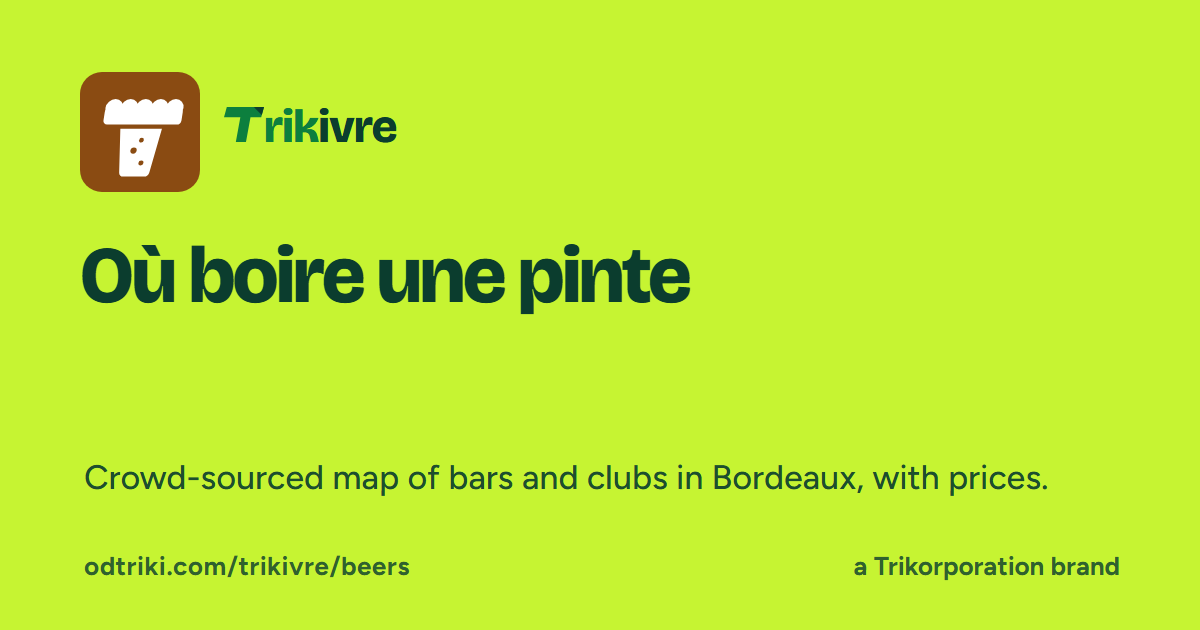 Trikivre
Où boire une pinte
Crowd-sourced map of bars and clubs in Bordeaux, with prices.
odtriki.com/trikivre/beers
a Trikorporation brand